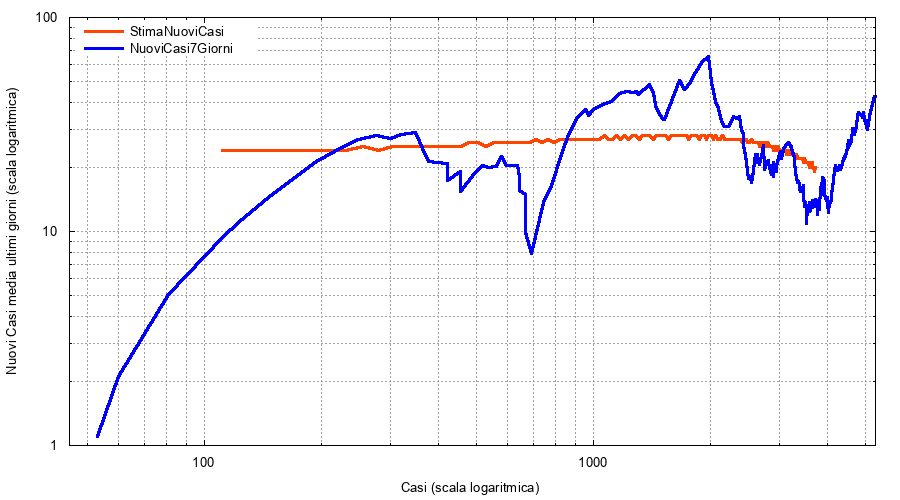 100
StimaNuoviCasi
NuoviCasi7Giorni
10
1
Nuovi Casi media ultimi giorni (scala logaritmica)
100
1000
Casi (scala logaritmica)